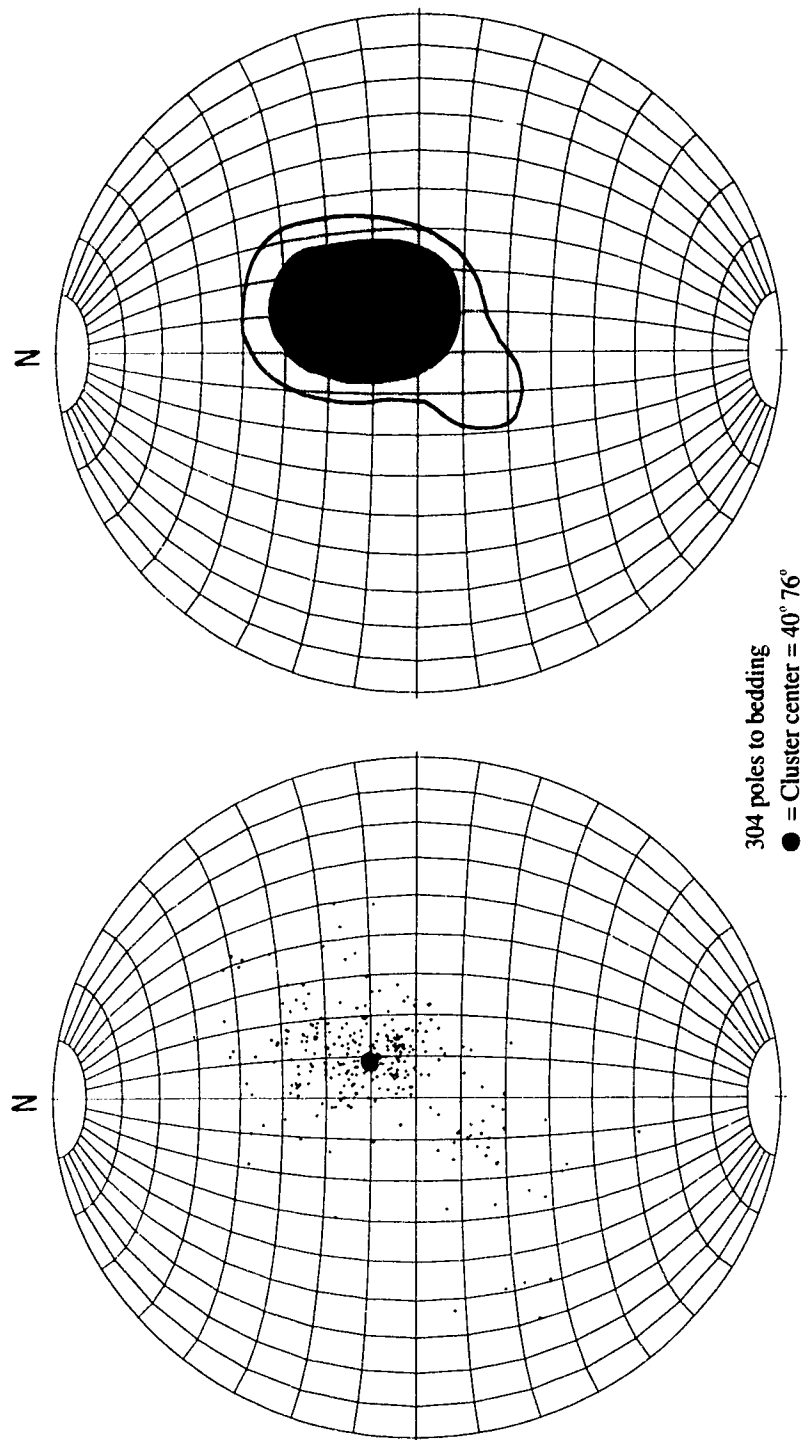 N
N
304 poles to bedding
● = Cluster center = 40° 76°